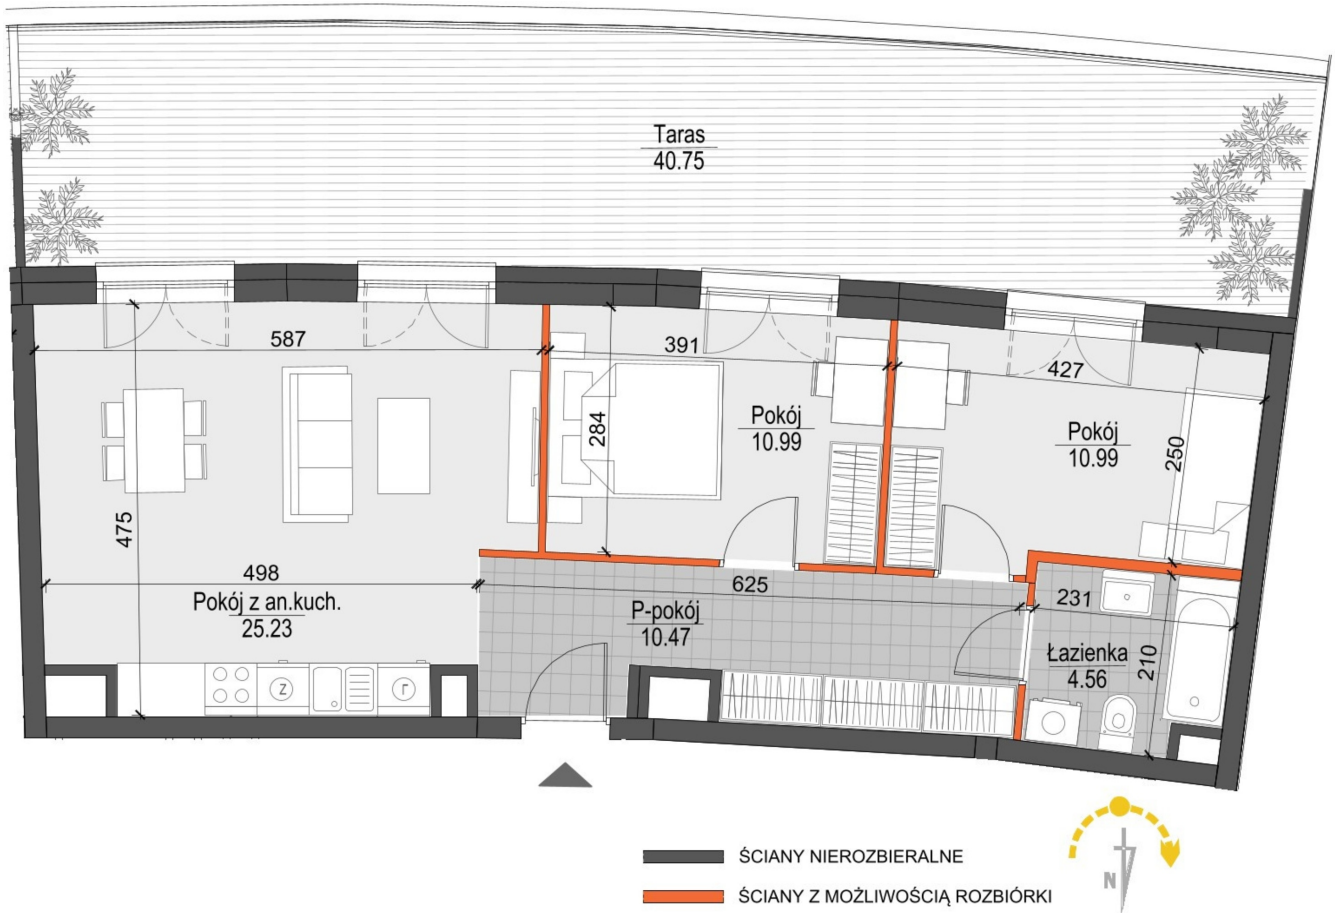 Taras
40.75
587
391
427
284
Pokój
10.99
Pokój
10.99
250
475
498
Pokój z an.kuch.
25.23
625
P-pokój
10.47
231
Łazienka
4.56
210
Z
Γ
ŚCIANY NIEROZBIERALNE
ŚCIANY Z MOŻLIWOŚCIĄ ROZBIÓRKI
N